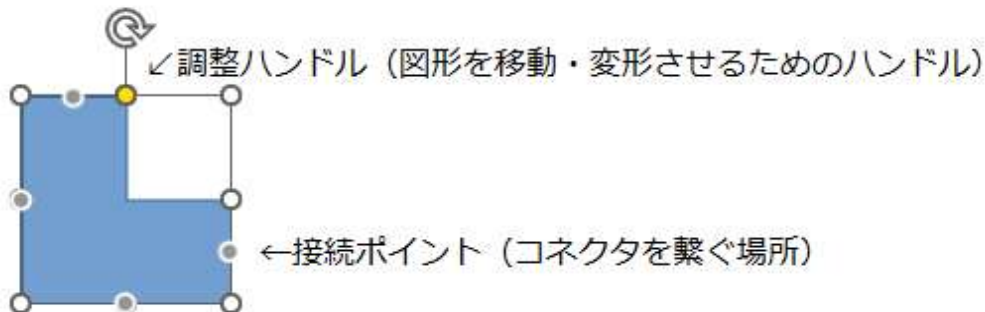 ↙調整ハンドル（図形を移動・変形させるためのハンドル）
←接続ポイント（コネクタを繋ぐ場所）